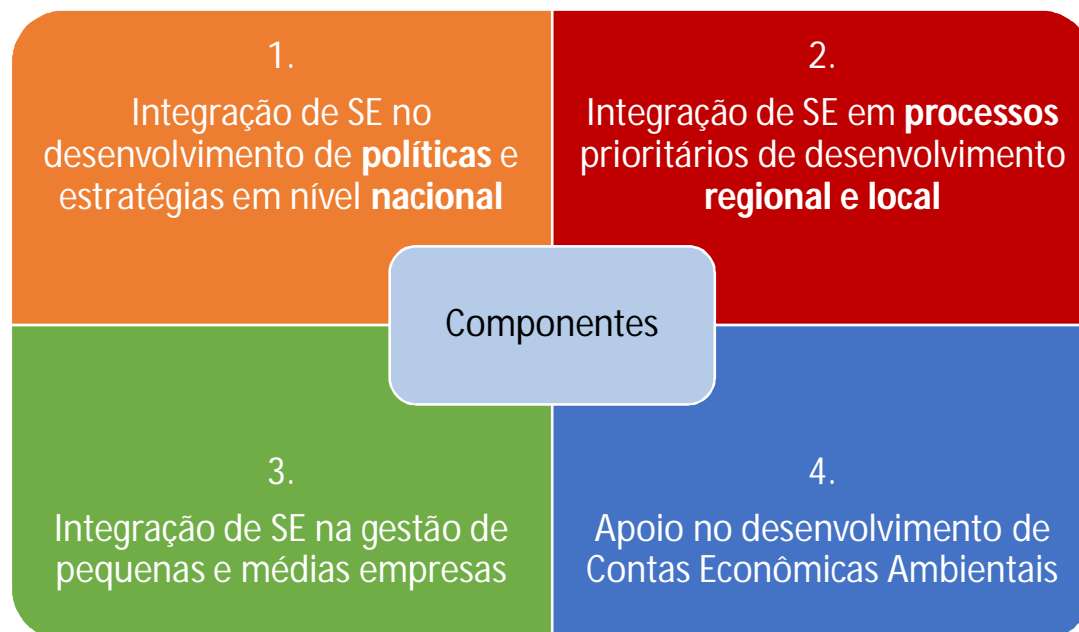 1.
Integração de SE no
desenvolvimento de políticas e
estratégias em nível nacional
2.
Integração de SE em processos
prioritários de desenvolvimento
regional e local
Componentes
3.
Integração de SE na gestão de
pequenas e médias empresas
4.
Apoio no desenvolvimento de
Contas Econômicas Ambientais